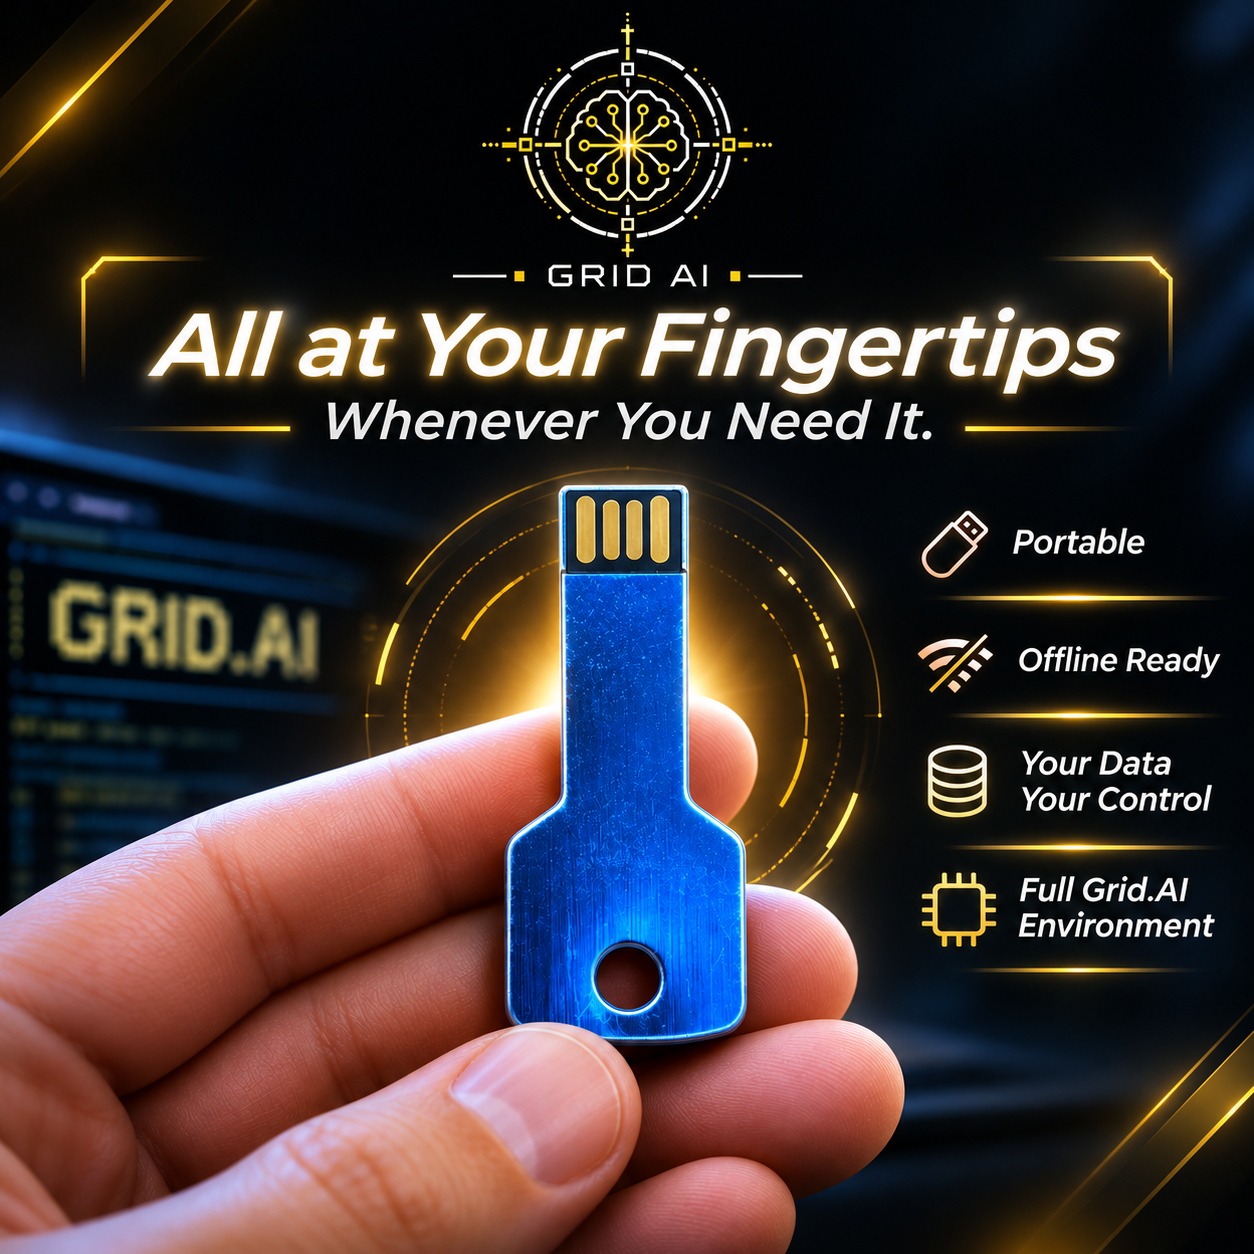 GRID AI
All at Your Fingertips
Whenever You Need It.
GRID.AI
Portable
Offline Ready
Your Data
Your Control
Full Grid.AI
Environment